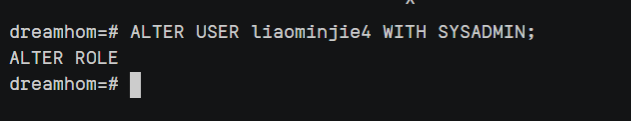 dreamhom=# ALTER USER liaominjie4 WITH SYSADMIN;
ALTER ROLE
dreamhom=#